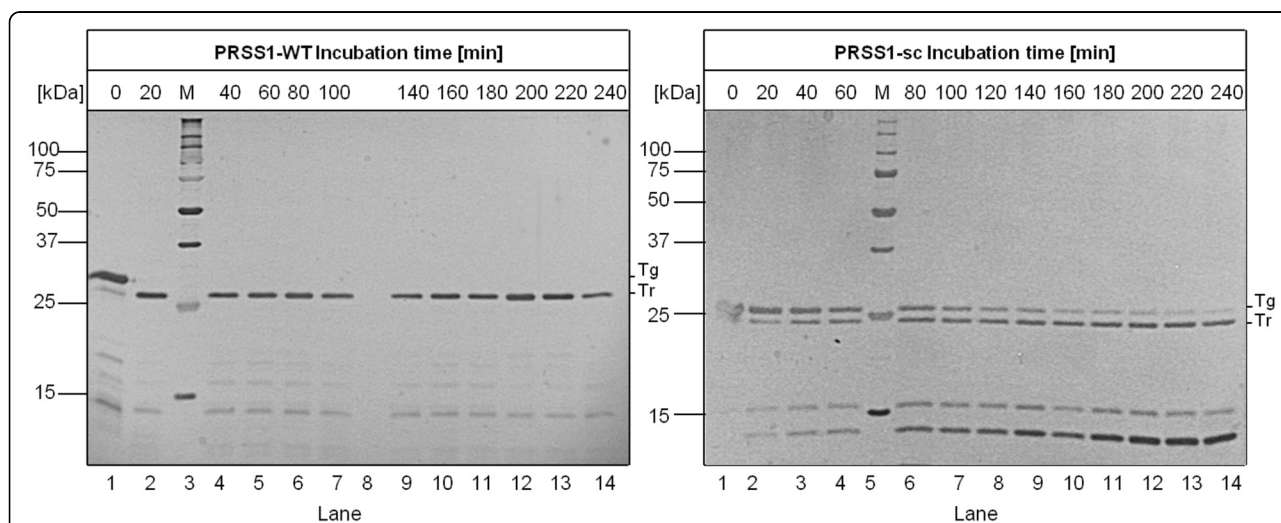 PRSS1-WT Incubation time [min]
[kDa] 0 20 M 40 60 80 100 140 160 180 200 220 240
100
75
50
37
25
15
Tg
Tr
1 2 3 4 5 6 7 8 9 10 11 12 13 14
Lane
PRSS1-sc Incubation time [min]
[kDa] 0 20 40 60 M 80 100 120 140 160 180 200 220 240
100
75
50
37
25
15
Tg
Tr
1 2 3 4 5 6 7 8 9 10 11 12 13 14
Lane